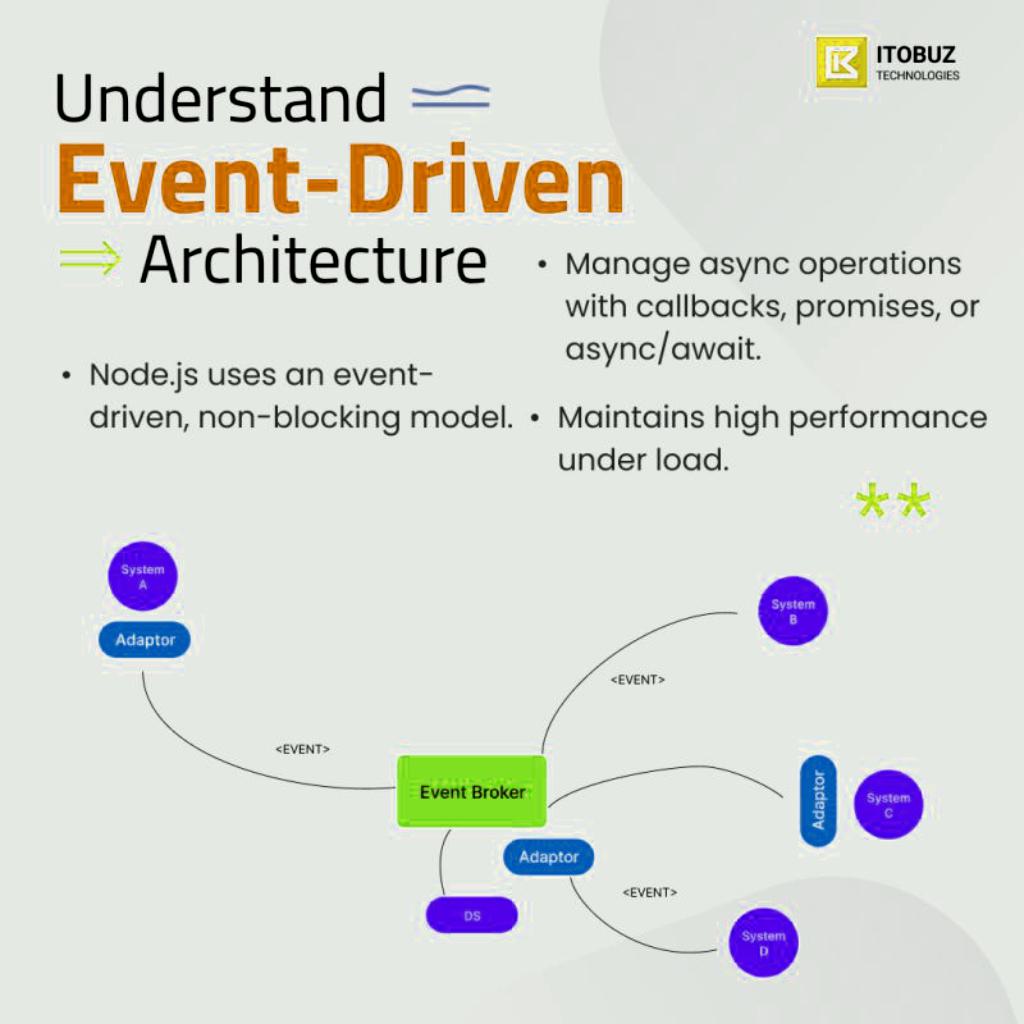 ITOBUZ
TECHNOLOGIES
Understand
Event-Driven
⇒ Architecture
• Node.js uses an event-
driven, non-blocking model.
• Manage async operations
with callbacks, promises, or
async/await.
• Maintains high performance
under load.
**
System
A
Adaptor
<EVENT>
System
B
<EVENT>
Event Broker
Adaptor
System
C
Adaptor
<EVENT>
DS
System
D